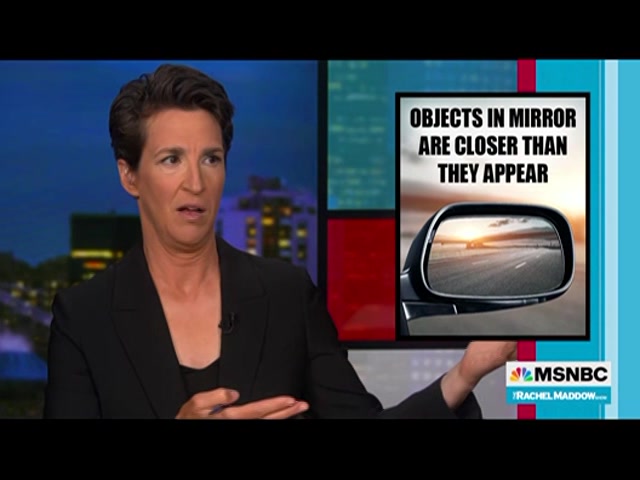 OBJECTS IN MIRROR
ARE CLOSER THAN
THEY APPEAR
MSNBC
THE RACHEL MADDOW SHOW